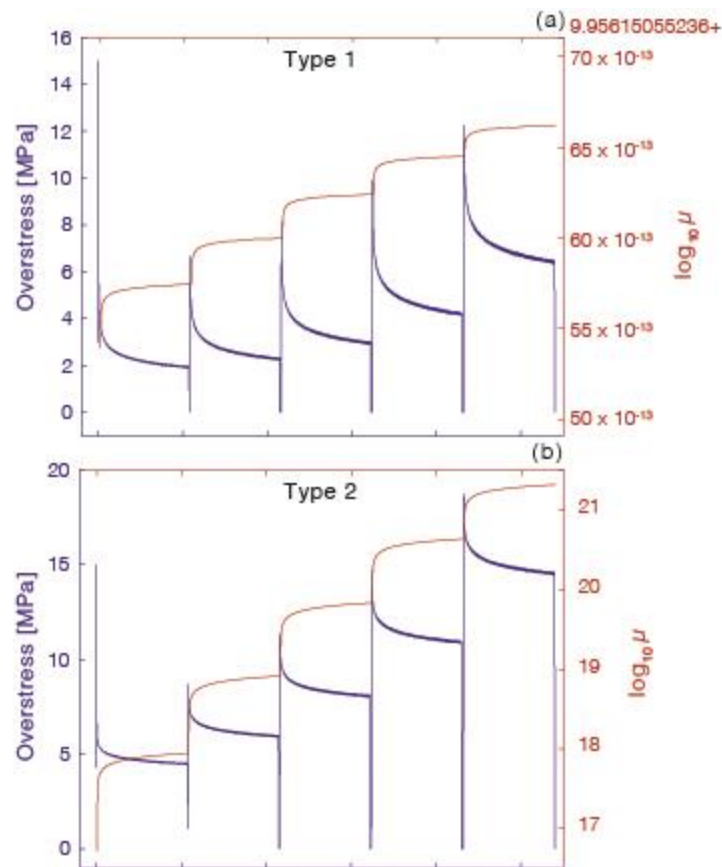 (a)
9.95615055236+
Type 1
16
14
12
10
8
6
4
2
0
Overstress [MPa]
70 x 10⁻¹³
65 x 10⁻¹³
60 x 10⁻¹³
55 x 10⁻¹³
50 x 10⁻¹³
log₁₀ μ
(b)
Type 2
20
15
10
5
0
Overstress [MPa]
21
20
19
18
17
log₁₀ μ